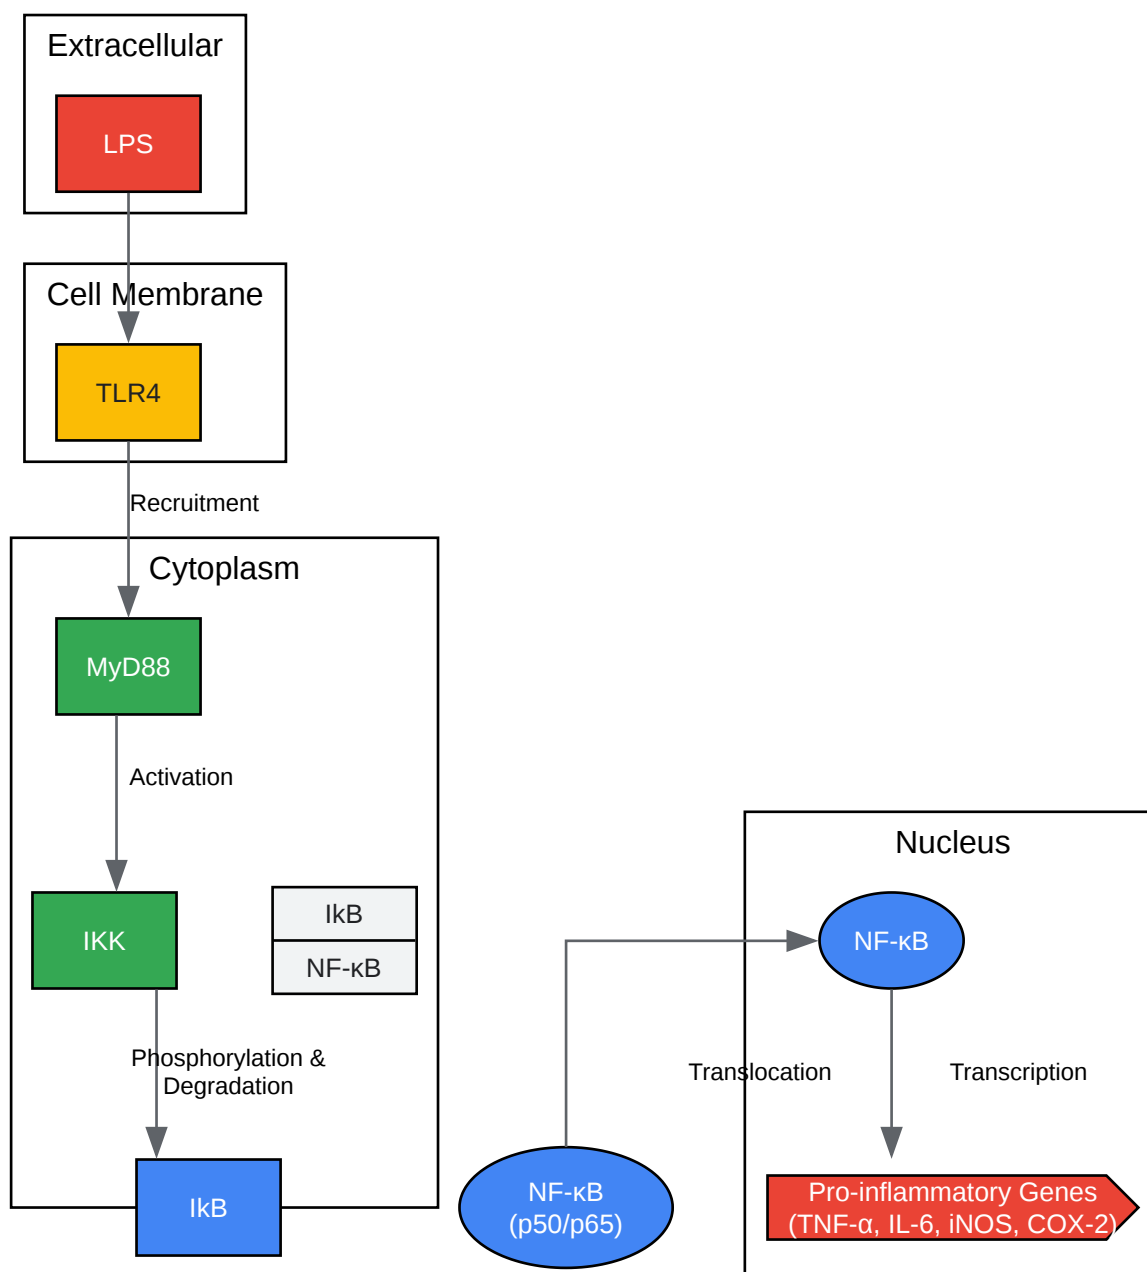 Extracellular
LPS
Cell Membrane
TLR4
Recruitment
Cytoplasm
MyD88
Activation
IKK
IkB
NF-κB
Phosphorylation &
Degradation
IkB
NF-κB
(p50/p65)
Translocation
Nucleus
NF-κB
Transcription
Pro-inflammatory Genes
(TNF-α, IL-6, iNOS, COX-2)